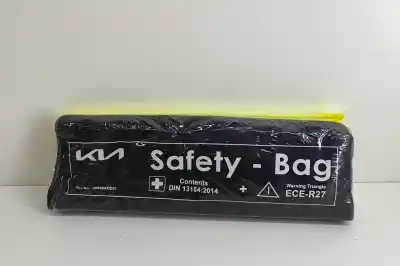 KIA Safety - Bag
Contents
DIN 13164:2014
+
Warning Triangle
ECE-R27